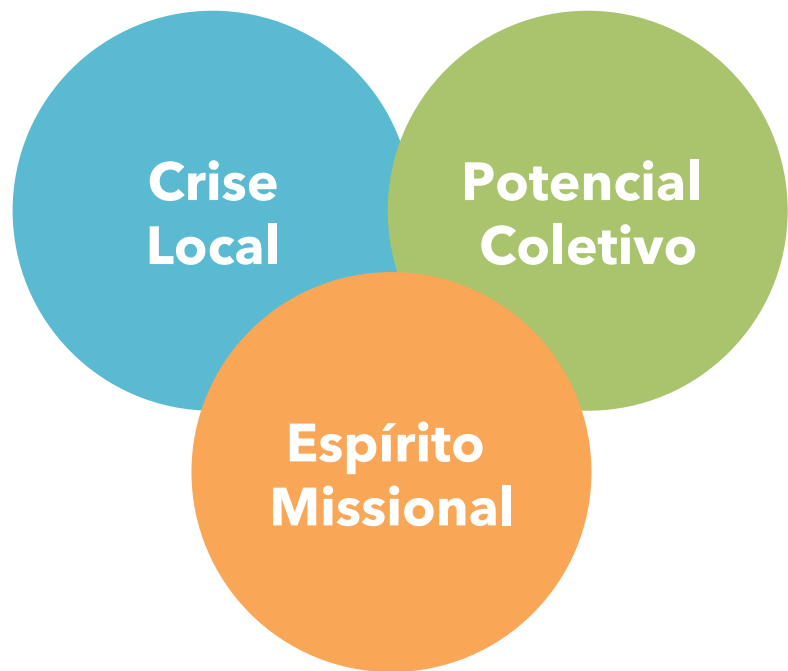 Crise
Local
Potencial
Coletivo
Espírito
Missional